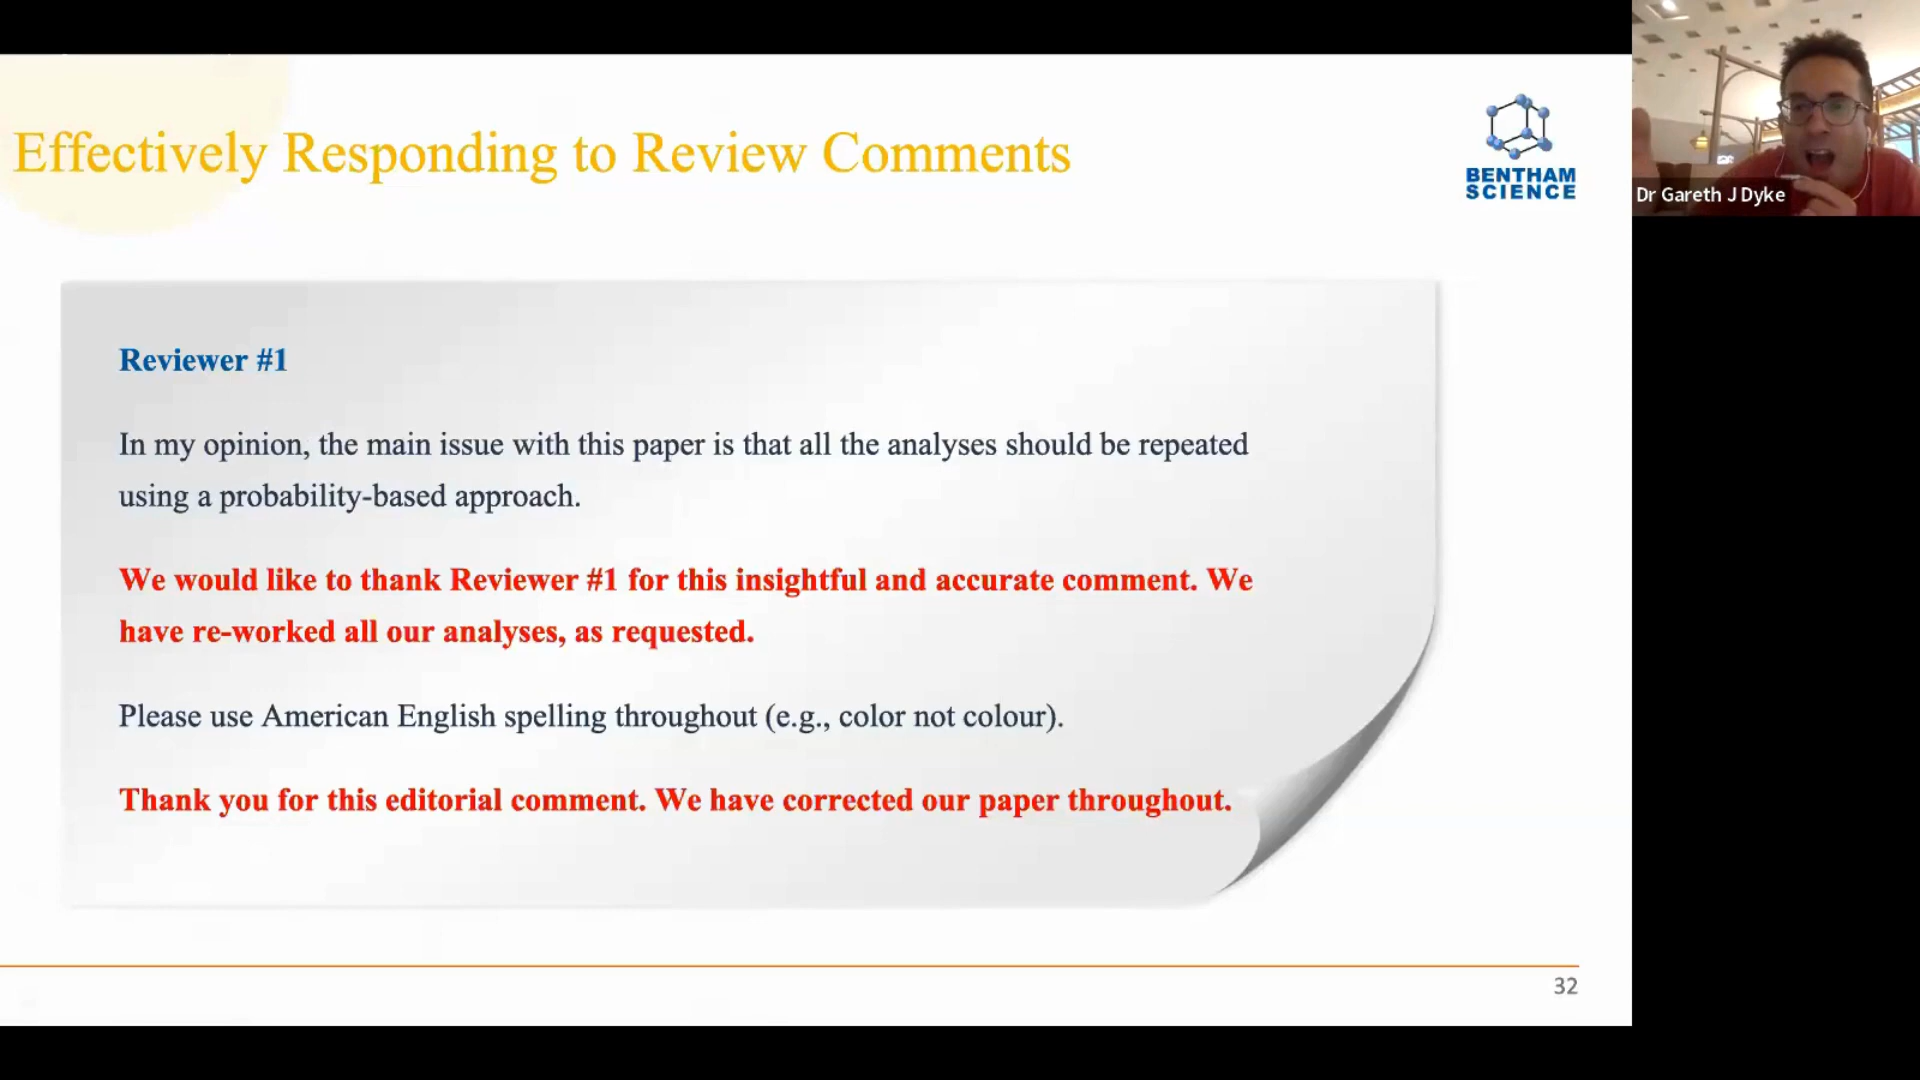 Effectively Responding to Review Comments
BENTHAM
SCIENCE
Dr Gareth J Dyke
Reviewer #1
In my opinion, the main issue with this paper is that all the analyses should be repeated
using a probability-based approach.
We would like to thank Reviewer #1 for this insightful and accurate comment. We
have re-worked all our analyses, as requested.
Please use American English spelling throughout (e.g., color not colour).
Thank you for this editorial comment. We have corrected our paper throughout.
32